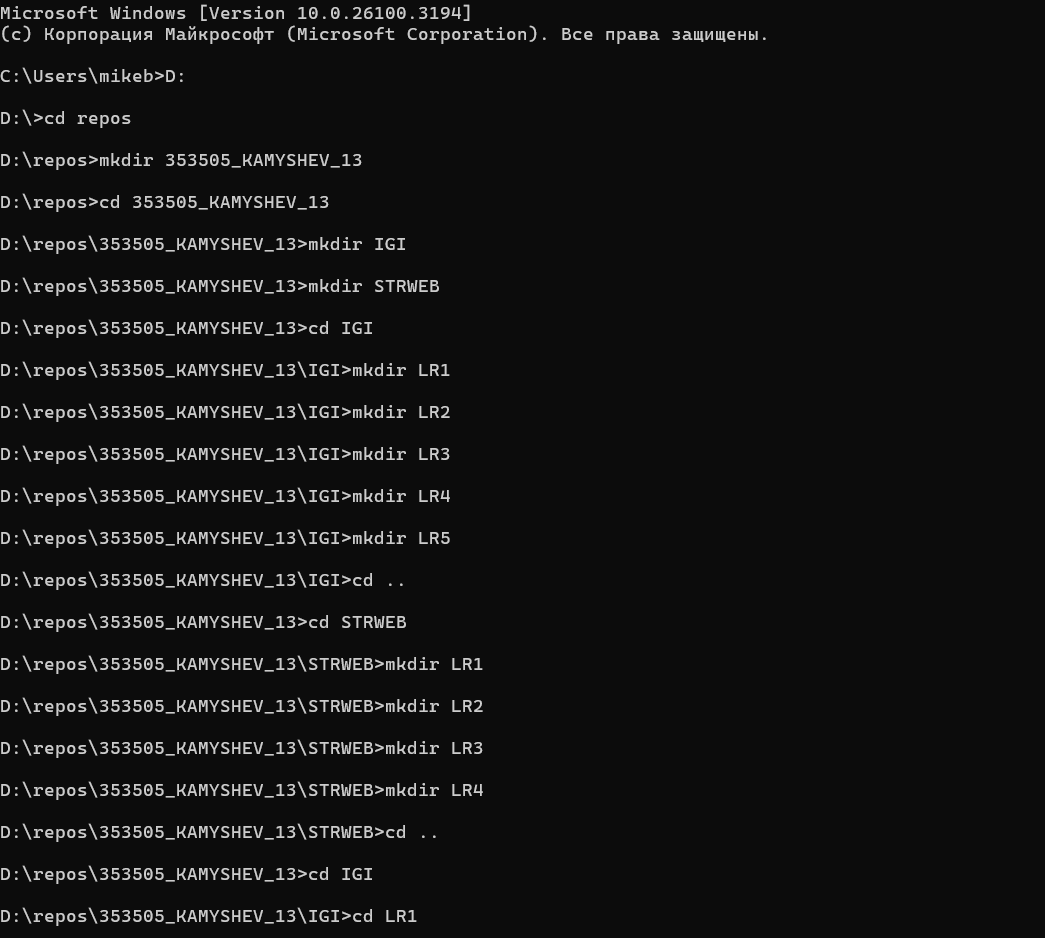 Microsoft Windows [Version 10.0.26100.3194]
(c) Корпорация Майкрософт (Microsoft Corporation). Все права защищены.
C:\Users\mikeb>D:
D:\>cd repos
D:\repos>mkdir 353505_KAMYSHEV_13
D:\repos>cd 353505_KAMYSHEV_13
D:\repos\353505_KAMYSHEV_13>mkdir IGI
D:\repos\353505_KAMYSHEV_13>mkdir STRWEB
D:\repos\353505_KAMYSHEV_13>cd IGI
D:\repos\353505_KAMYSHEV_13\IGI>mkdir LR1
D:\repos\353505_KAMYSHEV_13\IGI>mkdir LR2
D:\repos\353505_KAMYSHEV_13\IGI>mkdir LR3
D:\repos\353505_KAMYSHEV_13\IGI>mkdir LR4
D:\repos\353505_KAMYSHEV_13\IGI>mkdir LR5
D:\repos\353505_KAMYSHEV_13\IGI>cd ..
D:\repos\353505_KAMYSHEV_13>cd STRWEB
D:\repos\353505_KAMYSHEV_13\STRWEB>mkdir LR1
D:\repos\353505_KAMYSHEV_13\STRWEB>mkdir LR2
D:\repos\353505_KAMYSHEV_13\STRWEB>mkdir LR3
D:\repos\353505_KAMYSHEV_13\STRWEB>mkdir LR4
D:\repos\353505_KAMYSHEV_13\STRWEB>cd ..
D:\repos\353505_KAMYSHEV_13>cd IGI
D:\repos\353505_KAMYSHEV_13\IGI>cd LR1